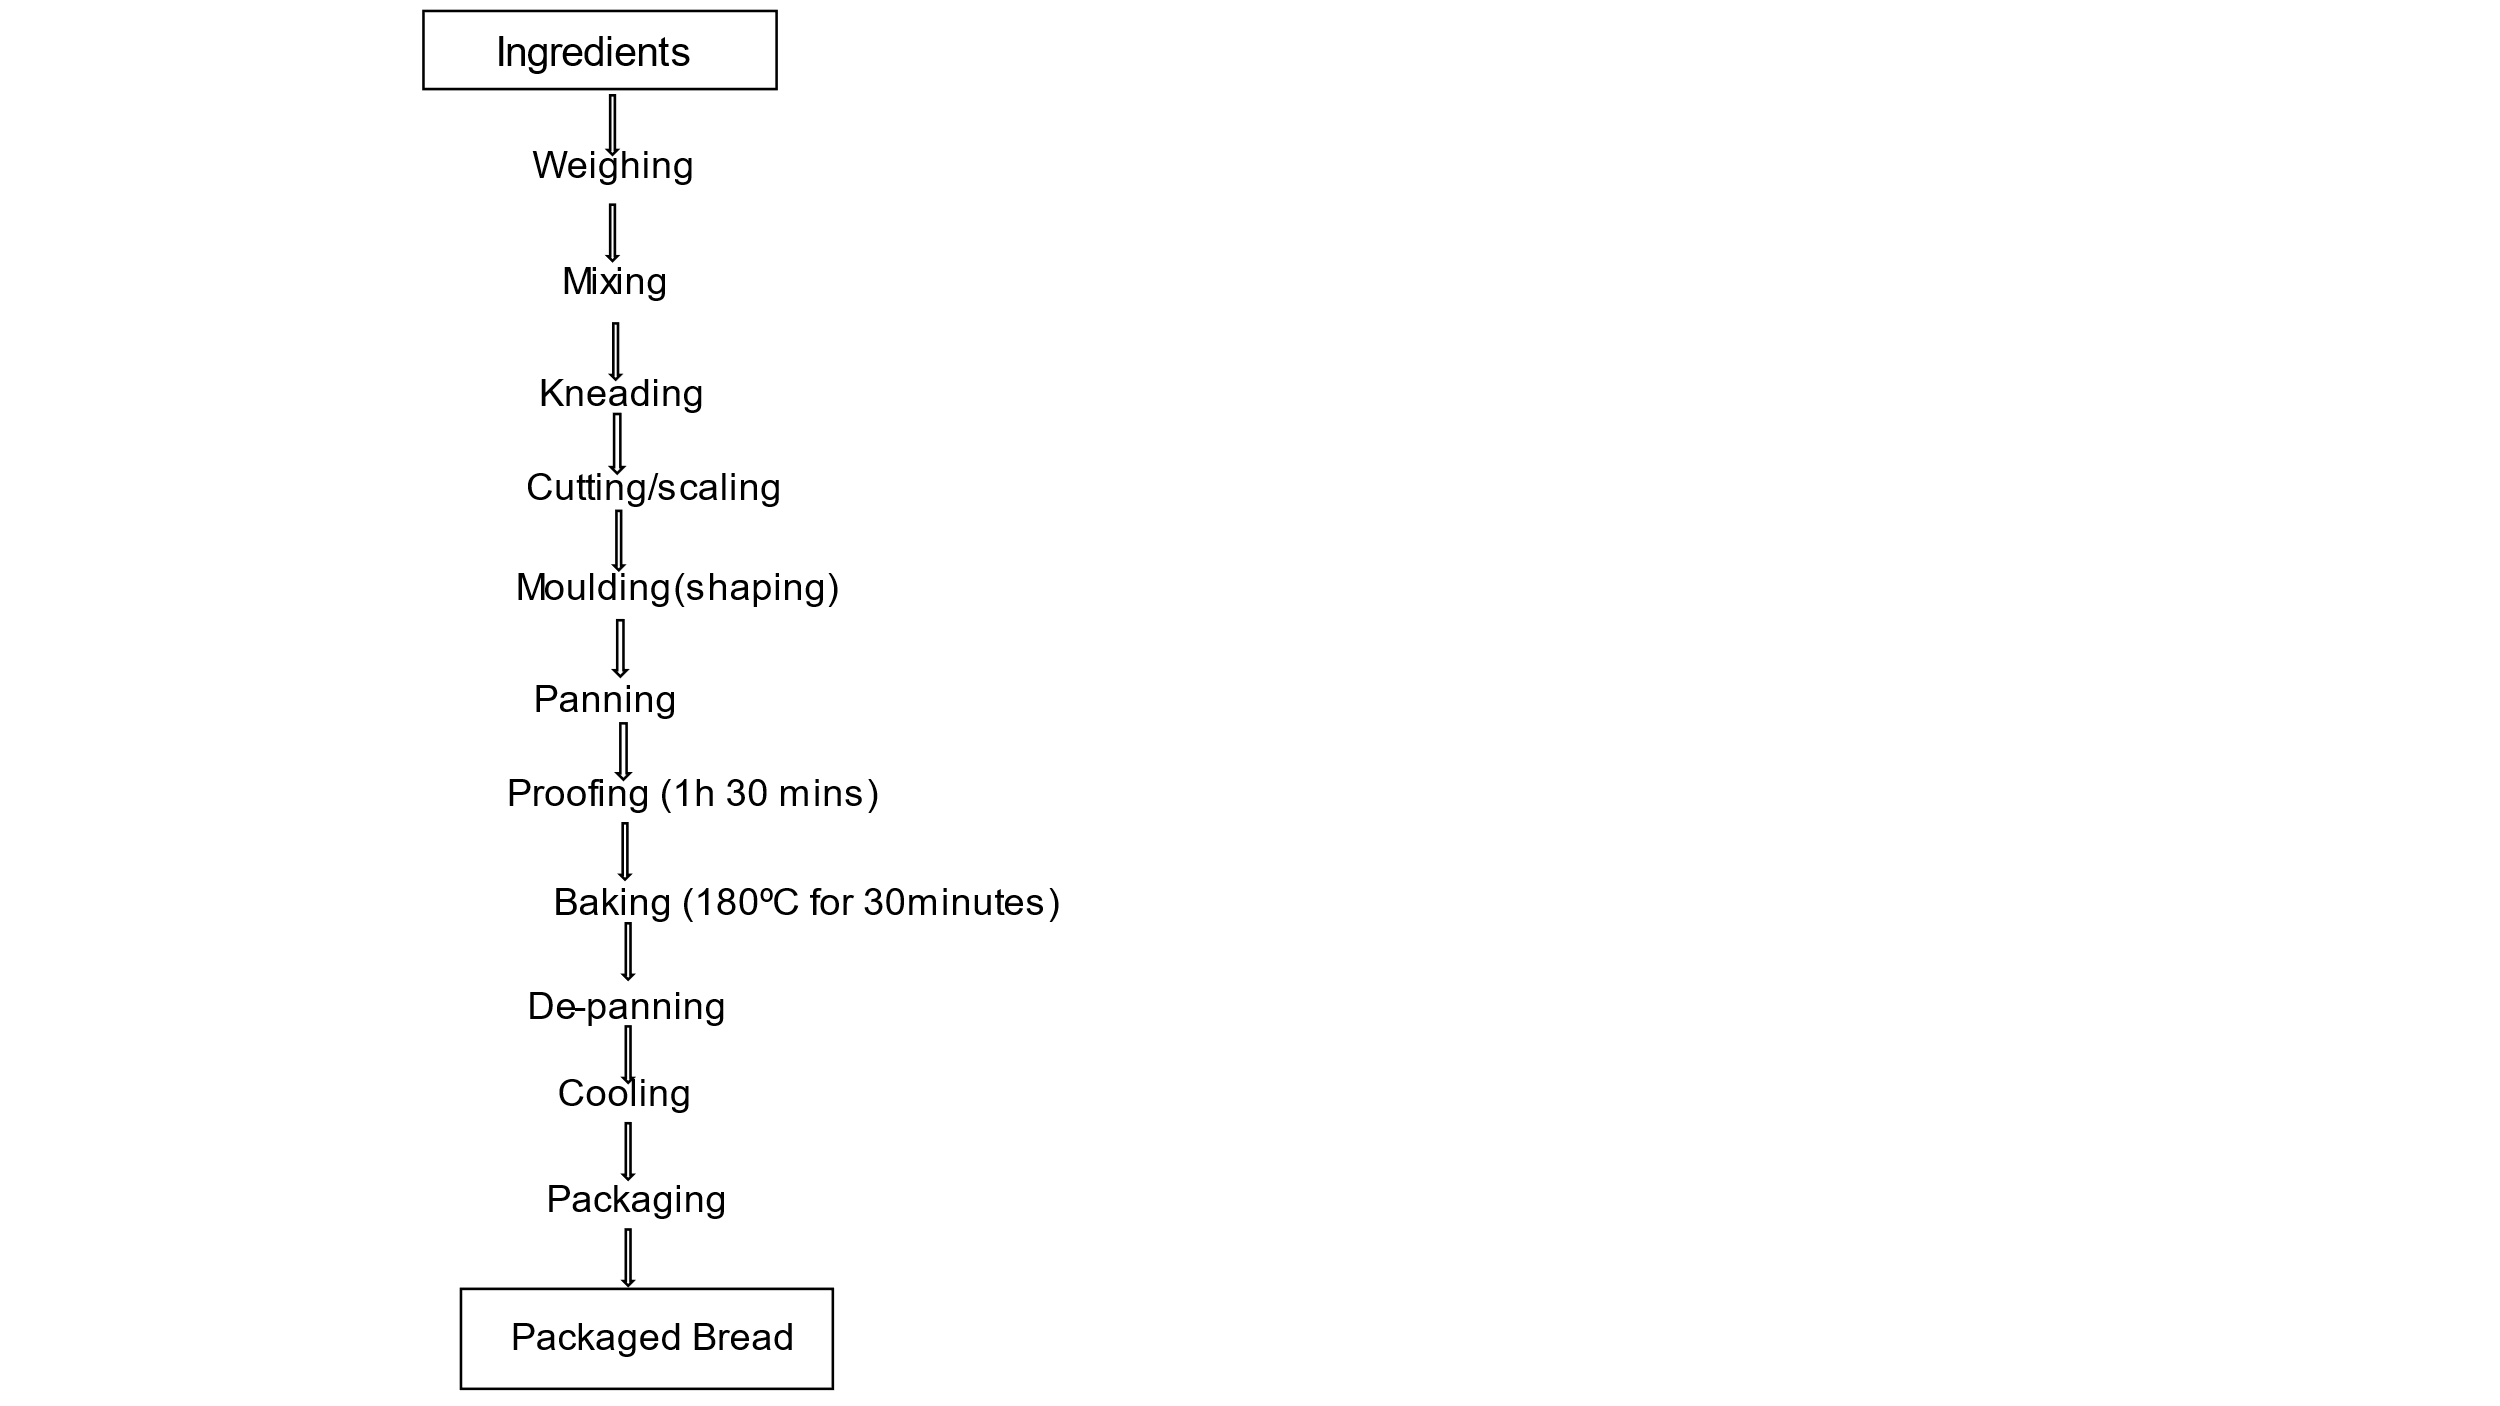 Ingredients
Weighing
Mixing
Kneading
Cutting/scaling
Moulding(shaping)
Panning
Proofing (1h 30 mins)
Baking (180ºC for 30minutes)
De-panning
Cooling
Packaging
Packaged Bread